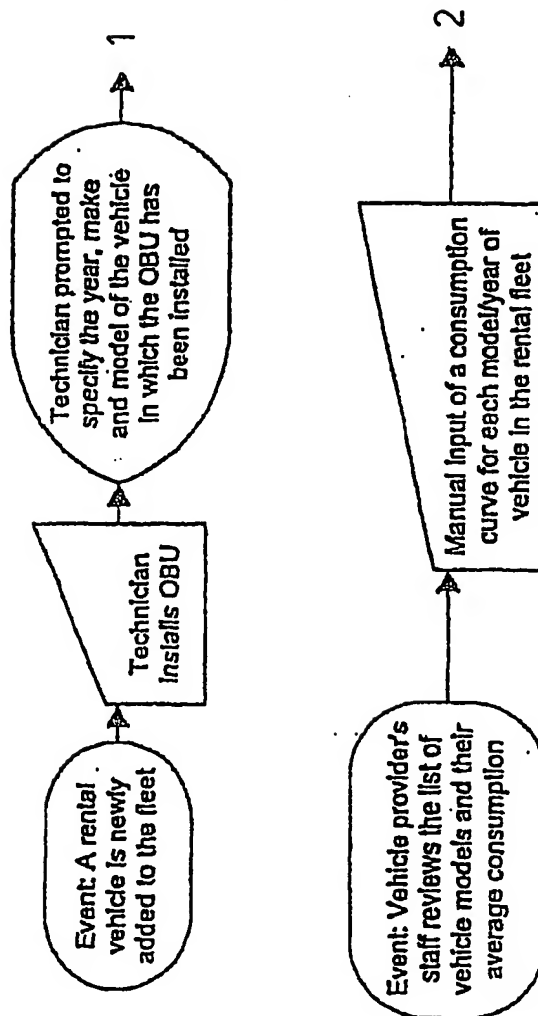 Event: A rental
vehicle is newly
added to the fleet
Technician
Installs OBU
Technician prompted to
specify the year, make
and model of the vehicle
in which the OBU has
been installed
1
Event: Vehicle provider's
staff reviews the list of
vehicle models and their
average consumption
Manual Input of a consumption
curve for each model/year of
vehicle in the rental fleet
2